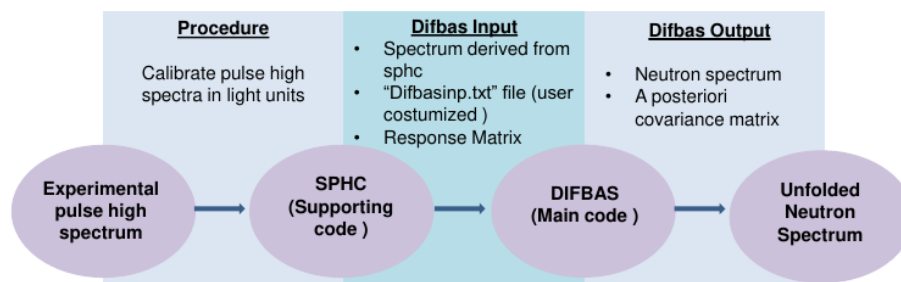 Procedure
Calibrate pulse high
spectra in light units
Difbas Input
• Spectrum derived from
sphc
• “Difbasinp.txt” file (user
costumized )
• Response Matrix
Difbas Output
• Neutron spectrum
• A posteriori
covariance matrix
Experimental
pulse high
spectrum
SPHC
(Supporting
code )
DIFBAS
(Main code )
Unfolded
Neutron
Spectrum